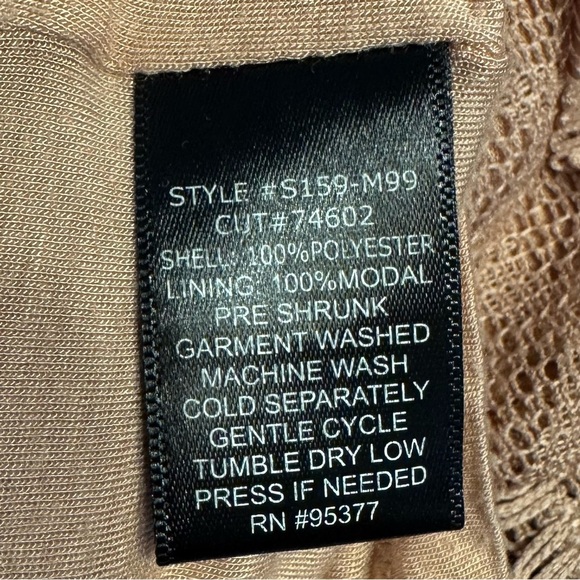 STYLE #S159-M99
CUT#74602
SHELL: 100%POLYESTER
LINING: 100%MODAL
PRE SHRUNK
GARMENT WASHED
MACHINE WASH
COLD SEPARATELY
GENTLE CYCLE
TUMBLE DRY LOW
PRESS IF NEEDED
RN #95377